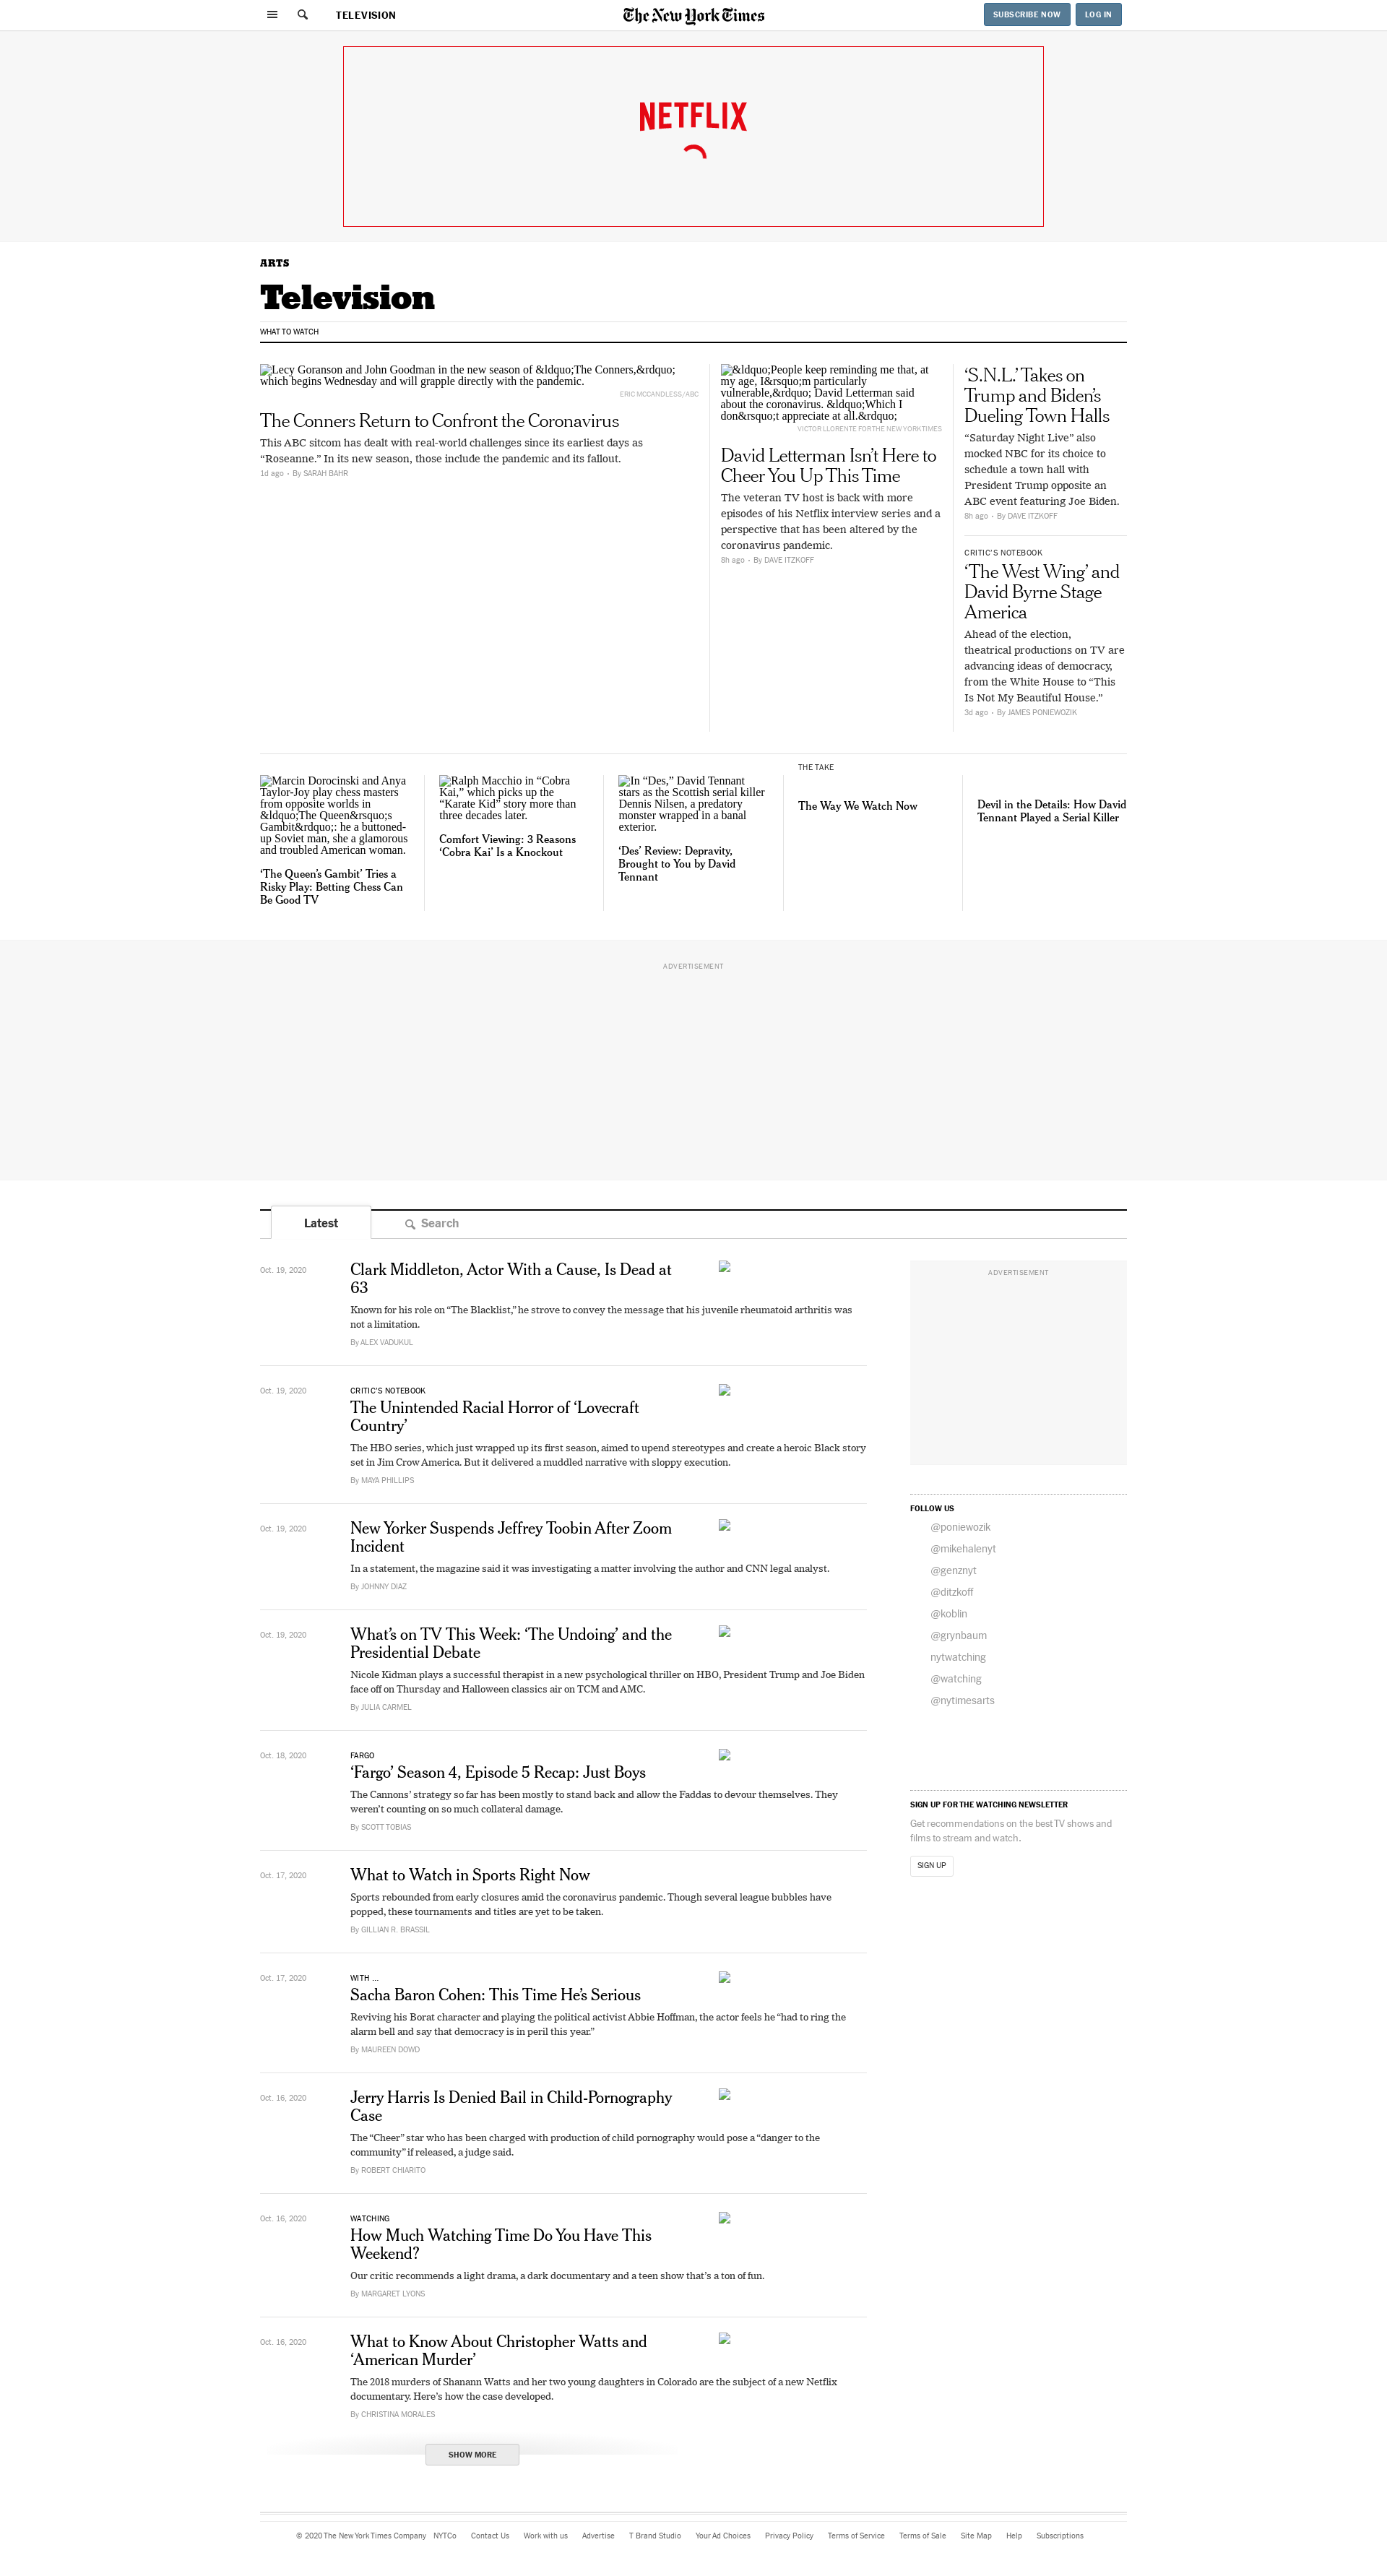 TELEVISION
The New York Times
SUBSCRIBE NOW
LOG IN
NETFLIX
ARTS
Television
WHAT TO WATCH
Lecy Goranson and John Goodman in the new season of &ldquo;The Conners,&rdquo;
which begins Wednesday and will grapple directly with the pandemic.
ERIC MCCANDLESS/ABC
The Conners Return to Confront the Coronavirus
This ABC sitcom has dealt with real-world challenges since its earliest days as
“Roseanne.” In its new season, those include the pandemic and its fallout.
1d ago • By SARAH BAHR
&ldquo;People keep reminding me that, at
my age, I&rsquo;m particularly
vulnerable,&rdquo; David Letterman said
about the coronavirus. &ldquo;Which I
don&rsquo;t appreciate at all.&rdquo;
VICTOR LLORENTE FOR THE NEW YORK TIMES
David Letterman Isn’t Here to
Cheer You Up This Time
The veteran TV host is back with more
episodes of his Netflix interview series and a
perspective that has been altered by the
coronavirus pandemic.
8h ago • By DAVE ITZKOFF
‘S.N.L.’ Takes on
Trump and Biden’s
Dueling Town Halls
“Saturday Night Live” also
mocked NBC for its choice to
schedule a town hall with
President Trump opposite an
ABC event featuring Joe Biden.
8h ago • By DAVE ITZKOFF
CRITIC’S NOTEBOOK
‘The West Wing’ and
David Byrne Stage
America
Ahead of the election,
theatrical productions on TV are
advancing ideas of democracy,
from the White House to “This
Is Not My Beautiful House.”
3d ago • By JAMES PONIEWOZIK
Marcin Dorocinski and Anya
Taylor-Joy play chess masters
from opposite worlds in
&ldquo;The Queen&rsquo;s
Gambit&rdquo;: he a buttoned-
up Soviet man, she a glamorous
and troubled American woman.
‘The Queen’s Gambit’ Tries a
Risky Play: Betting Chess Can
Be Good TV
Ralph Macchio in “Cobra
Kai,” which picks up the
“Karate Kid” story more than
three decades later.
Comfort Viewing: 3 Reasons
‘Cobra Kai’ Is a Knockout
In “Des,” David Tennant
stars as the Scottish serial killer
Dennis Nilsen, a predatory
monster wrapped in a banal
exterior.
‘Des’ Review: Depravity,
Brought to You by David
Tennant
THE TAKE
The Way We Watch Now
Devil in the Details: How David
Tennant Played a Serial Killer
ADVERTISEMENT
Latest
Search
Oct. 19, 2020
Clark Middleton, Actor With a Cause, Is Dead at
63
Known for his role on “The Blacklist,” he strove to convey the message that his juvenile rheumatoid arthritis was
not a limitation.
By ALEX VADUKUL
Oct. 19, 2020
CRITIC’S NOTEBOOK
The Unintended Racial Horror of ‘Lovecraft
Country’
The HBO series, which just wrapped up its first season, aimed to upend stereotypes and create a heroic Black story
set in Jim Crow America. But it delivered a muddled narrative with sloppy execution.
By MAYA PHILLIPS
Oct. 19, 2020
New Yorker Suspends Jeffrey Toobin After Zoom
Incident
In a statement, the magazine said it was investigating a matter involving the author and CNN legal analyst.
By JOHNNY DIAZ
Oct. 19, 2020
What’s on TV This Week: ‘The Undoing’ and the
Presidential Debate
Nicole Kidman plays a successful therapist in a new psychological thriller on HBO, President Trump and Joe Biden
face off on Thursday and Halloween classics air on TCM and AMC.
By JULIA CARMEL
Oct. 18, 2020
FARGO
‘Fargo’ Season 4, Episode 5 Recap: Just Boys
The Cannons’ strategy so far has been mostly to stand back and allow the Faddas to devour themselves. They
weren’t counting on so much collateral damage.
By SCOTT TOBIAS
Oct. 17, 2020
What to Watch in Sports Right Now
Sports rebounded from early closures amid the coronavirus pandemic. Though several league bubbles have
popped, these tournaments and titles are yet to be taken.
By GILLIAN R. BRASSIL
Oct. 17, 2020
WITH ...
Sacha Baron Cohen: This Time He’s Serious
Reviving his Borat character and playing the political activist Abbie Hoffman, the actor feels he “had to ring the
alarm bell and say that democracy is in peril this year.”
By MAUREEN DOWD
Oct. 16, 2020
Jerry Harris Is Denied Bail in Child-Pornography
Case
The “Cheer” star who has been charged with production of child pornography would pose a “danger to the
community” if released, a judge said.
By ROBERT CHIARITO
Oct. 16, 2020
WATCHING
How Much Watching Time Do You Have This
Weekend?
Our critic recommends a light drama, a dark documentary and a teen show that’s a ton of fun.
By MARGARET LYONS
Oct. 16, 2020
What to Know About Christopher Watts and
‘American Murder’
The 2018 murders of Shanann Watts and her two young daughters in Colorado are the subject of a new Netflix
documentary. Here’s how the case developed.
By CHRISTINA MORALES
SHOW MORE
ADVERTISEMENT
FOLLOW US
@poniewozik
@mikehalenyt
@genznyt
@ditzkoff
@koblin
@grynbaum
nytwatching
@watching
@nytimesarts
SIGN UP FOR THE WATCHING NEWSLETTER
Get recommendations on the best TV shows and
films to stream and watch.
SIGN UP
© 2020 The New York Times Company NYTCo Contact Us Work with us Advertise T Brand Studio Your Ad Choices Privacy Policy Terms of Service Terms of Sale Site Map Help Subscriptions